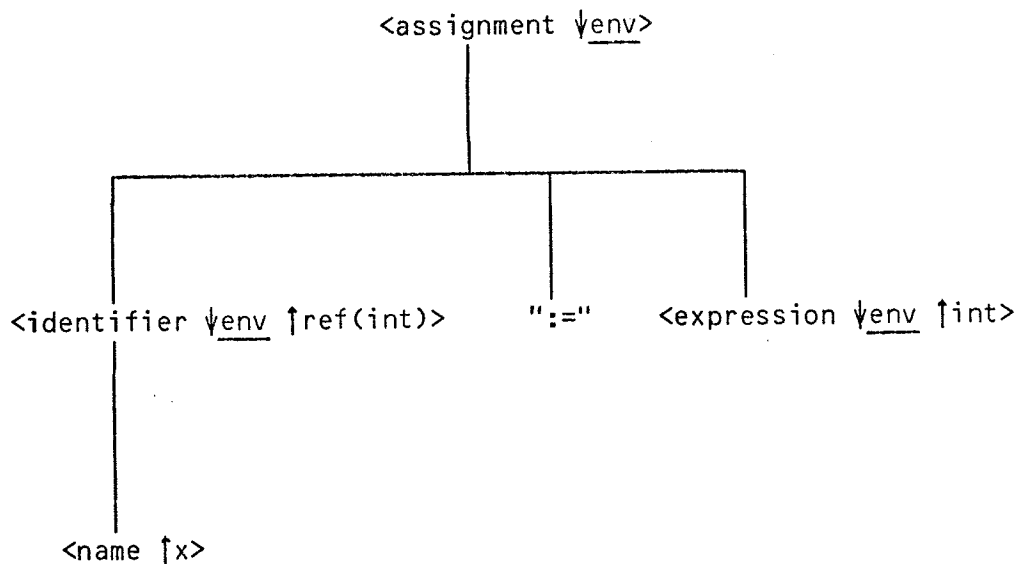 <assignment ↓env>
<identifier ↓env ↑ref(int)> ":=" <expression ↓env ↑int>
<name ↑x>